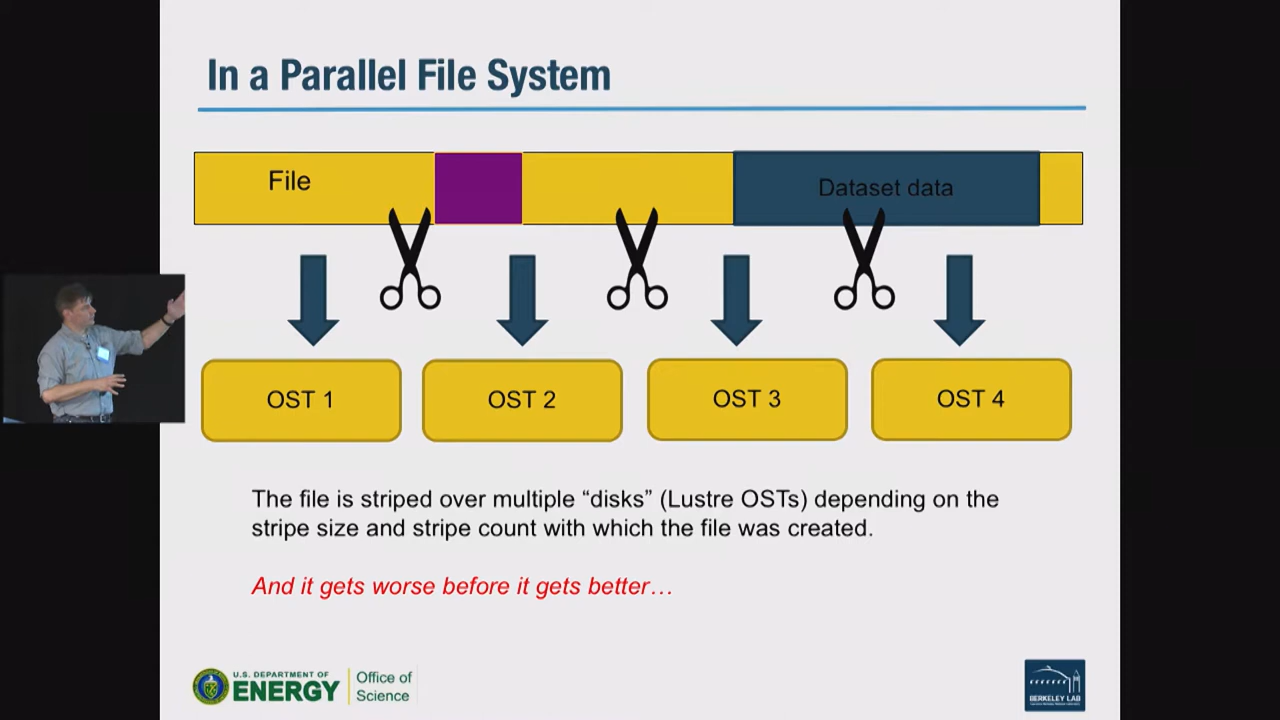 In a Parallel File System
File
Dataset data
OST 1
OST 2
OST 3
OST 4
The file is striped over multiple “disks” (Lustre OSTs) depending on the
stripe size and stripe count with which the file was created.
And it gets worse before it gets better…
U.S. DEPARTMENT OF
ENERGY
Office of
Science
BERKELEY LAB